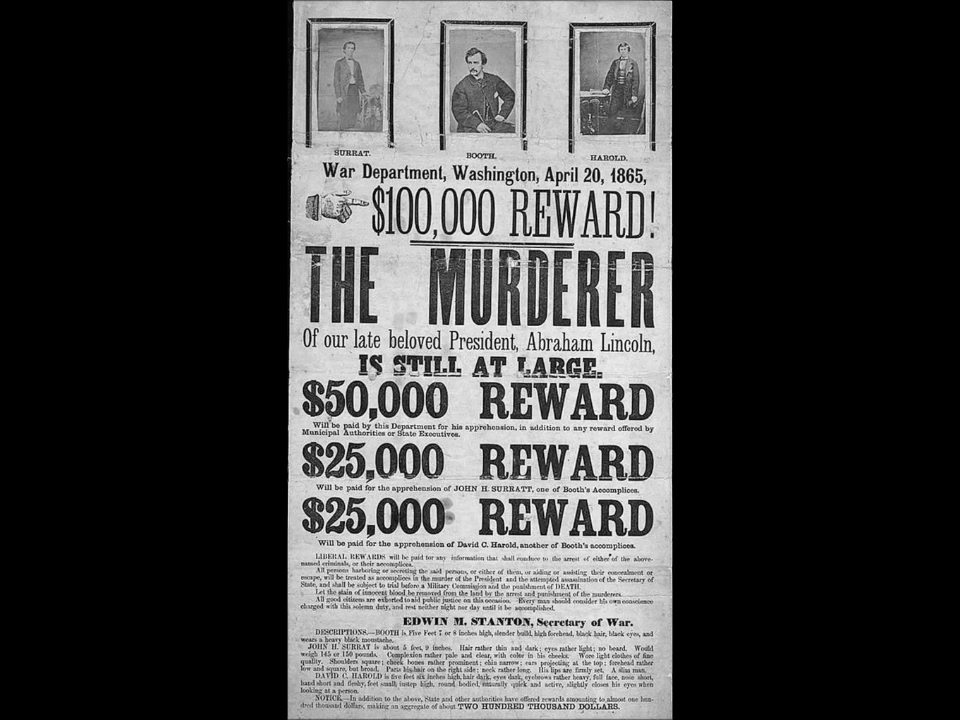 SURRAT. BOOTH. HAROLD.
War Department, Washington, April 20, 1865,
$100,000 REWARD!
THE MURDERER
Of our late beloved President, Abraham Lincoln,
IS STILL AT LARGE.
$50,000 REWARD
Will be paid by this Department for his apprehension, in addition to any reward offered by
Municipal Authorities or State Executives.
$25,000 REWARD
Will be paid for the apprehension of JOHN H. SURRATT, one of Booth's Accomplices.
$25,000 REWARD
Will be paid for the apprehension of David C. Harold, another of Booth's accomplices.
LIBERAL REWARDS will be paid for any information that shall conduce to the arrest of either of the above-
named criminals, or their accomplices.
All persons harboring or secreting the said persons, or either of them, or aiding or assisting their concealment or
escape, will be treated as accomplices in the murder of the President and the attempted assassination of the Secretary of
State, and shall be subject to trial before a Military Commission and the punishment of DEATH.
Let the stain of innocent blood be removed from the land by the arrest and punishment of the murderers.
All good citizens are exhorted to aid public justice on this occasion. Every man should consider his own conscience
charged with this solemn duty, and rest neither night nor day until it be accomplished.
EDWIN M. STANTON, Secretary of War.
DESCRIPTIONS.—BOOTH is Five Feet 7 or 8 inches high, slender build, high forehead, black hair, black eyes, and
wears a heavy black moustache.
JOHN H. SURRAT is about 5 feet, 9 inches. Hair rather thin and dark; eyes rather light; no beard. Would
weigh 145 or 150 pounds. Complexion rather pale and clear, with color in his cheeks. Wore light clothes of fine
quality. Shoulders square; cheek bones rather prominent; chin narrow; ears projecting at the top; forehead rather
low and square, but broad. Parts his hair on the right side; neck rather long. His lips are firmly set. A slim man.
DAVID C. HAROLD is five feet six inches high, hair dark, eyes dark, eyebrows rather heavy, full face, nose short,
hand short and fleshy, feet small, instep high, round bodied, naturally quick and active, slightly closes his eyes when
looking at a person.
NOTICE.—In addition to the above, State and other authorities have offered rewards amounting to almost one hun-
dred thousand dollars, making an aggregate of about TWO HUNDRED THOUSAND DOLLARS.